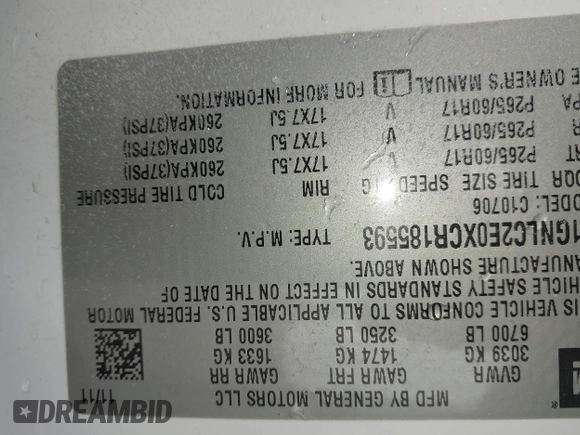 MFD BY GENERAL MOTORS LLC 11/11
GVWR GAWR FRT GAWR RR
3039 KG 1474 KG 1633 KG
6700 LB 3250 LB 3600 LB
IS VEHICLE CONFORMS TO ALL APPLICABLE U.S. FEDERAL MOTOR
HICLE SAFETY STANDARDS IN EFFECT ON THE DATE OF
ANUFACTURE SHOWN ABOVE.
1GNLC2E0XCR185593 TYPE: M.P.V.
MODEL: C10706
TIRE SIZE SPEED RTG RIM COLD TIRE PRESSURE
RT P265/60R17 V 17X7.5J 260KPA(37PSI)
R P265/60R17 V 17X7.5J 260KPA(37PSI)
PA P265/60R17 V 17X7.5J 260KPA(37PSI)
E OWNER'S MANUAL FOR MORE INFORMATION.
DREAMBID